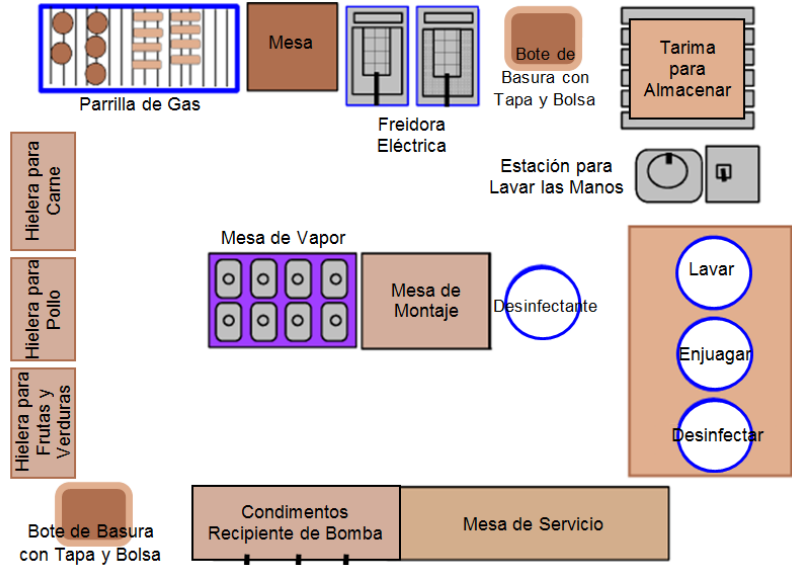 Parrilla de Gas
Mesa
Freidora
Eléctrica
Bote de
Basura con
Tapa y Bolsa
Tarima
para
Almacenar
Estación para
Lavar las Manos
Hielera para
Carne
Hielera para
Pollo
Hielera para
Frutas y
Verduras
Mesa de Vapor
Mesa de
Montaje
Desinfectante
Lavar
Enjuagar
Desinfectar
Bote de Basura
con Tapa y Bolsa
Condimentos
Recipiente de Bomba
Mesa de Servicio